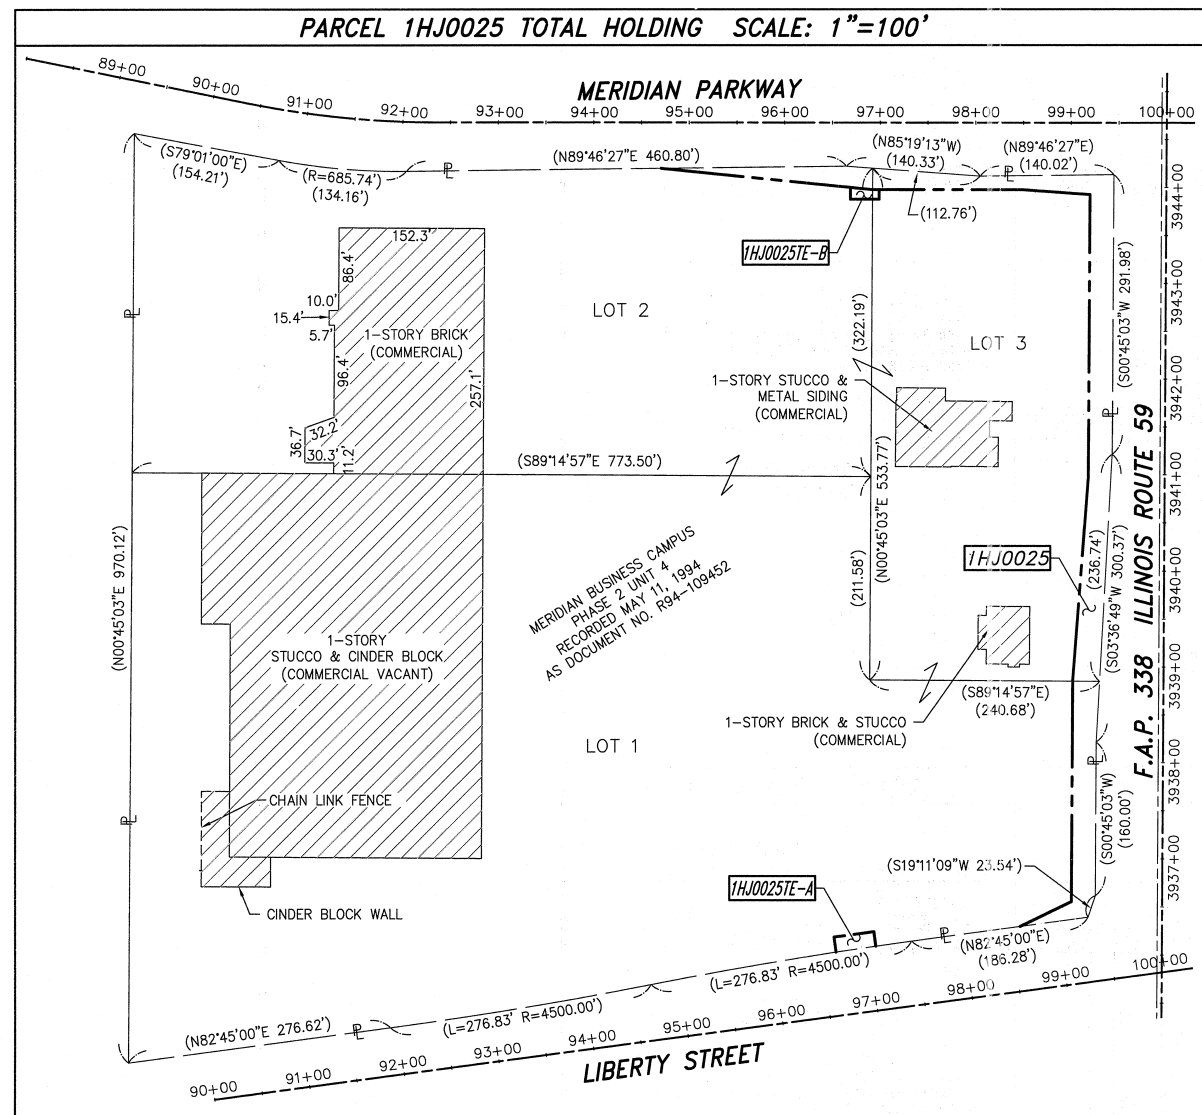 PARCEL 1HJ0025 TOTAL HOLDING SCALE: 1"=100'
MERIDIAN PARKWAY
89+00
90+00
91+00
92+00
93+00
94+00
95+00
96+00
97+00
98+00
99+00
100+00
(S79°01'00"E)
(154.21')
(R=685.74')
(134.16')
(N89°46'27"E 460.80')
(N85°19'13"W)
(140.33')
(N89°46'27"E)
(140.02')
(112.76')
1HJ0025TE-B
3944+00
3943+00
3942+00
3941+00
3940+00
3939+00
3938+00
3937+00
152.3'
86.4'
10.0'
15.4'
5.7'
1-STORY BRICK
(COMMERCIAL)
96.4'
257.1'
36.7'
32.2'
30.3'
11.2'
LOT 2
(322.19')
LOT 3
(S00°45'03"W 291.98')
1-STORY STUCCO &
METAL SIDING
(COMMERCIAL)
(S89°14'57"E 773.50')
(N00°45'03"E 533.77')
(211.58')
1HJ0025
(236.74')
(S03°36'49"W 300.37')
F.A.P. 338 ILLINOIS ROUTE 59
(N00°45'03"E 970.12')
MERIDIAN BUSINESS CAMPUS
PHASE 2 UNIT 4
RECORDED MAY 11, 1994
AS DOCUMENT NO. R94-109452
1-STORY
STUCCO & CINDER BLOCK
(COMMERCIAL VACANT)
(S89°14'57"E)
(240.68')
1-STORY BRICK & STUCCO
(COMMERCIAL)
LOT 1
CHAIN LINK FENCE
(S00°45'03"W)
(160.00')
(S19°11'09"W 23.54')
1HJ0025TE-A
CINDER BLOCK WALL
(N82°45'00"E)
(186.28')
(L=276.83' R=4500.00')
(L=276.83' R=4500.00')
(N82°45'00"E 276.62')
90+00
91+00
92+00
93+00
94+00
95+00
96+00
97+00
98+00
99+00
100+00
LIBERTY STREET